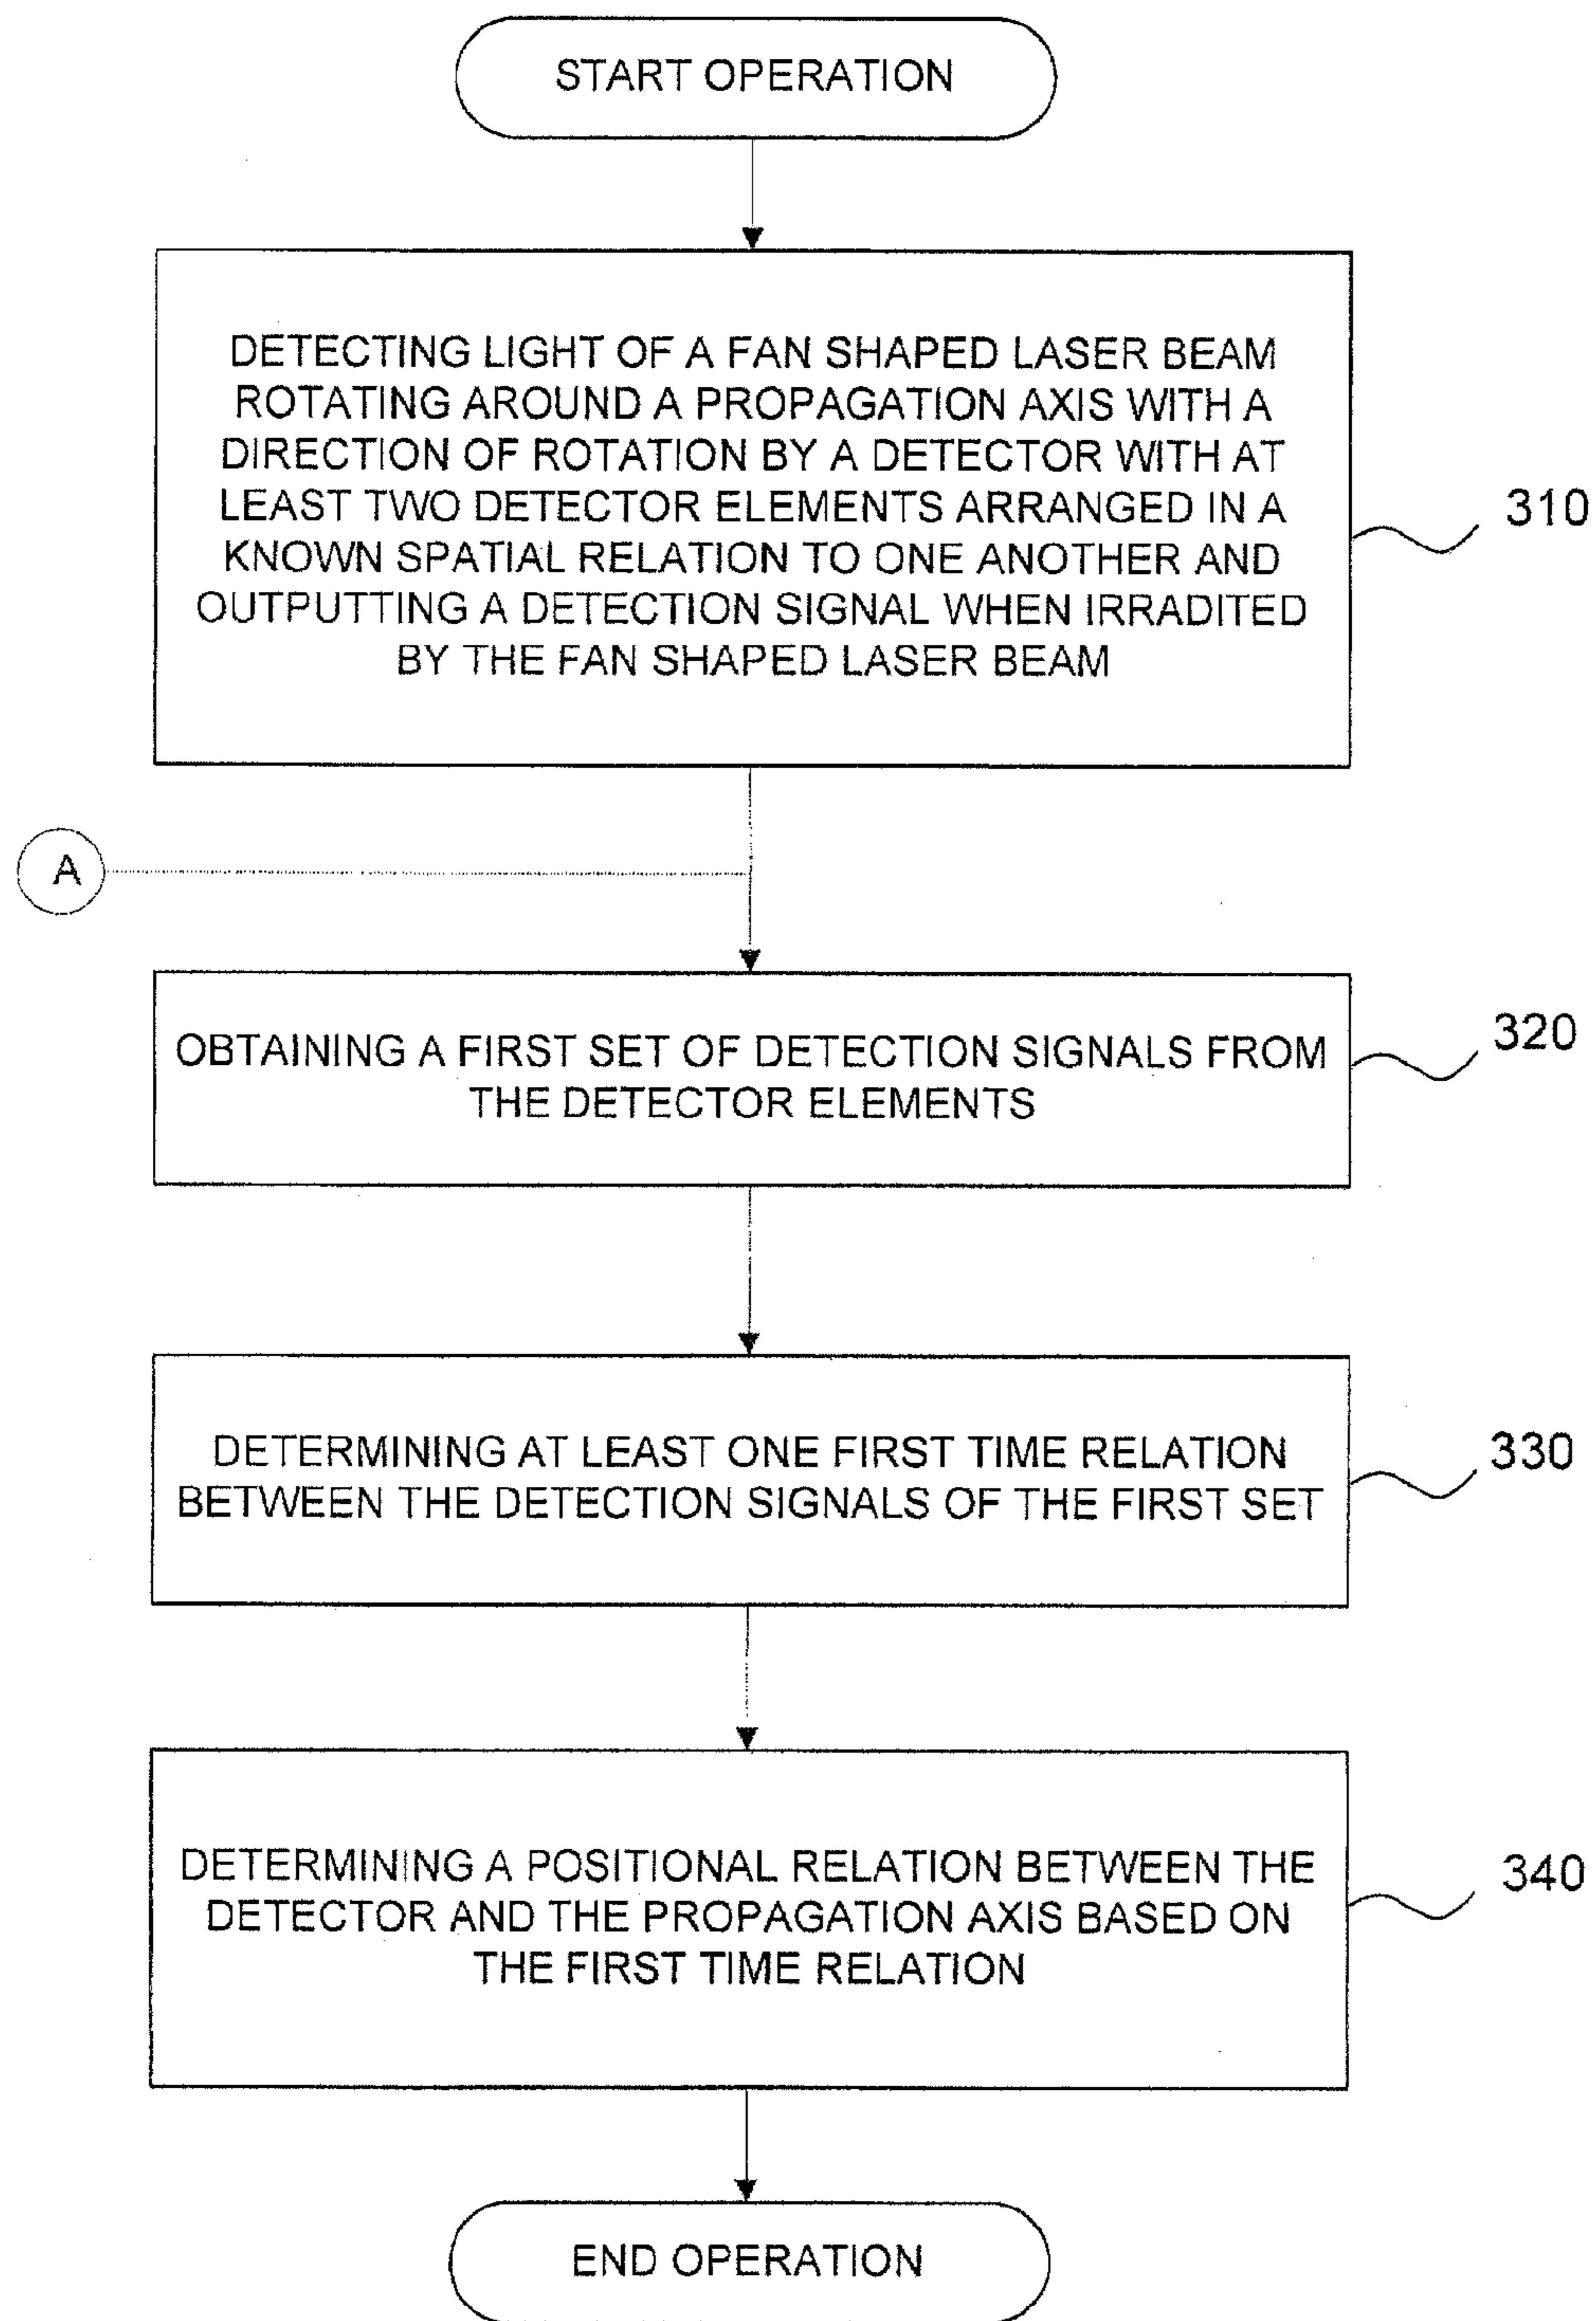 START OPERATION
DETECTING LIGHT OF A FAN SHAPED LASER BEAM
ROTATING AROUND A PROPAGATION AXIS WITH A
DIRECTION OF ROTATION BY A DETECTOR WITH AT
LEAST TWO DETECTOR ELEMENTS ARRANGED IN A
KNOWN SPATIAL RELATION TO ONE ANOTHER AND
OUTPUTTING A DETECTION SIGNAL WHEN IRRADITED
BY THE FAN SHAPED LASER BEAM
310
A
OBTAINING A FIRST SET OF DETECTION SIGNALS FROM
THE DETECTOR ELEMENTS
320
DETERMINING AT LEAST ONE FIRST TIME RELATION
BETWEEN THE DETECTION SIGNALS OF THE FIRST SET
330
DETERMINING A POSITIONAL RELATION BETWEEN THE
DETECTOR AND THE PROPAGATION AXIS BASED ON
THE FIRST TIME RELATION
340
END OPERATION